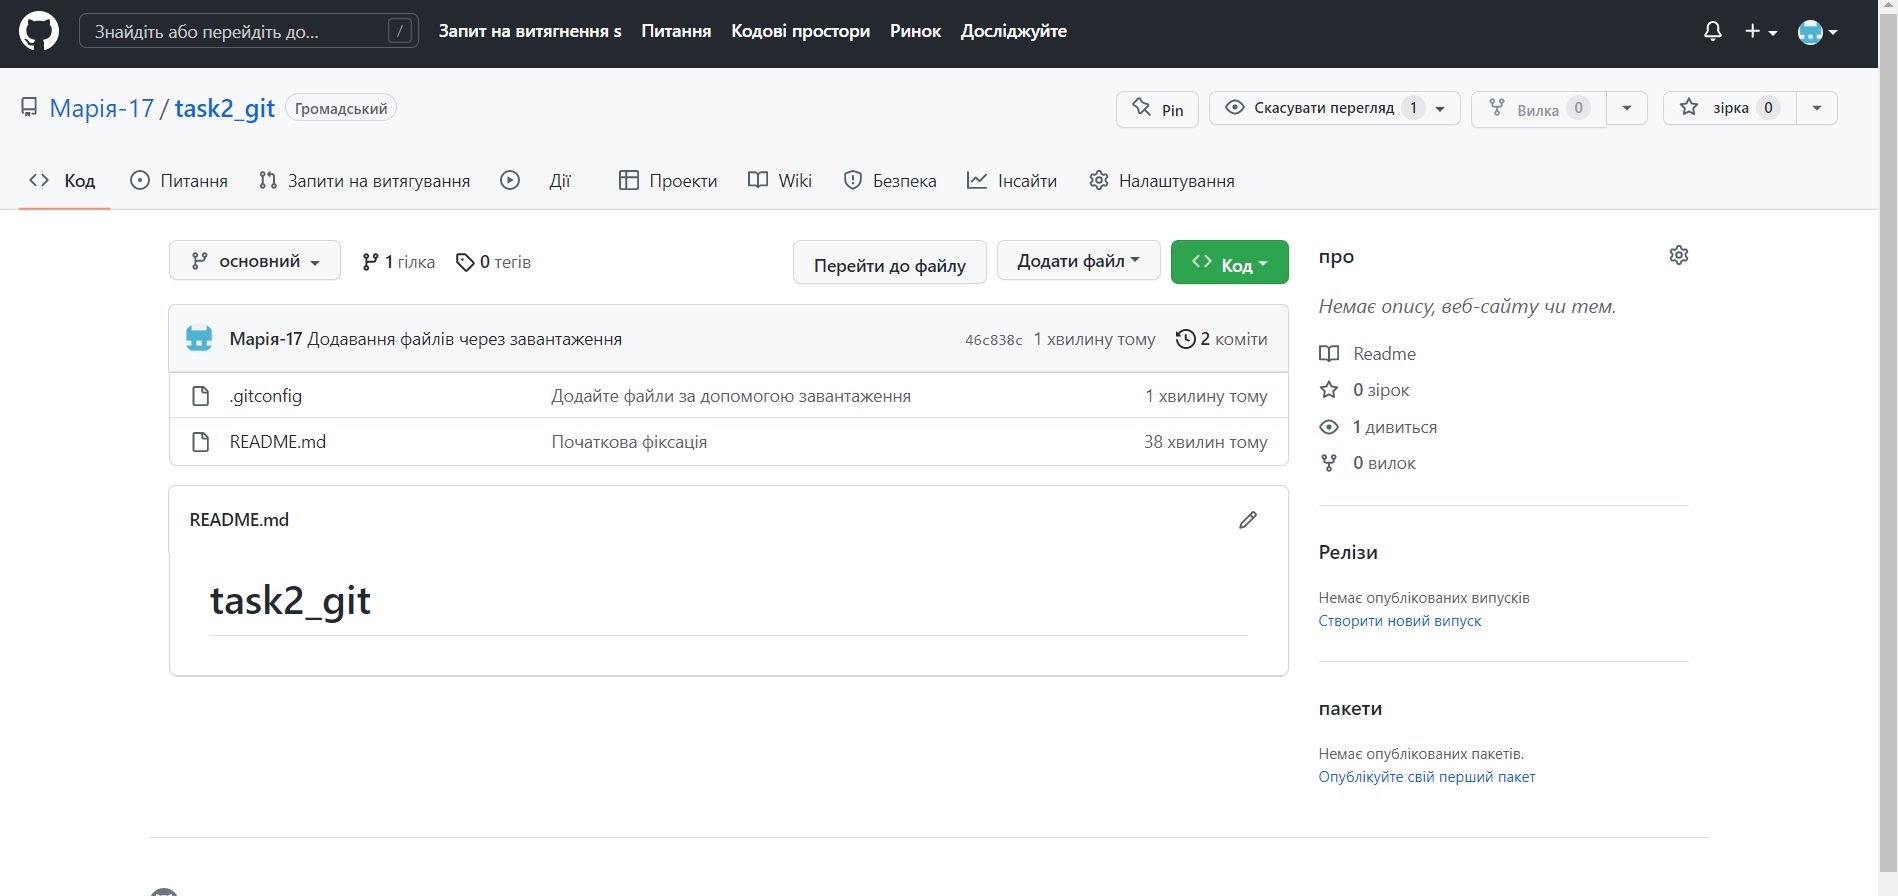 Знайдіть або перейдіть до... / Запит на витягнення s Питання Кодові простори Ринок Досліджуйте
Марія-17 / task2_git Громадський Pin Скасувати перегляд 1 Вилка 0 зірка 0
Код Питання Запити на витягування Дії Проекти Wiki Безпека Інсайти Налаштування
основний 1 гілка 0 тегів Перейти до файлу Додати файл Код
Марія-17 Додавання файлів через завантаження 46c838c 1 хвилину тому 2 коміти
.gitconfig Додайте файли за допомогою завантаження 1 хвилину тому
README.md Початкова фіксація 38 хвилин тому
README.md
task2_git
про
Немає опису, веб-сайту чи тем.
Readme
0 зірок
1 дивиться
0 вилок
Релізи
Немає опублікованих випусків
Створити новий випуск
пакети
Немає опублікованих пакетів.
Опублікуйте свій перший пакет